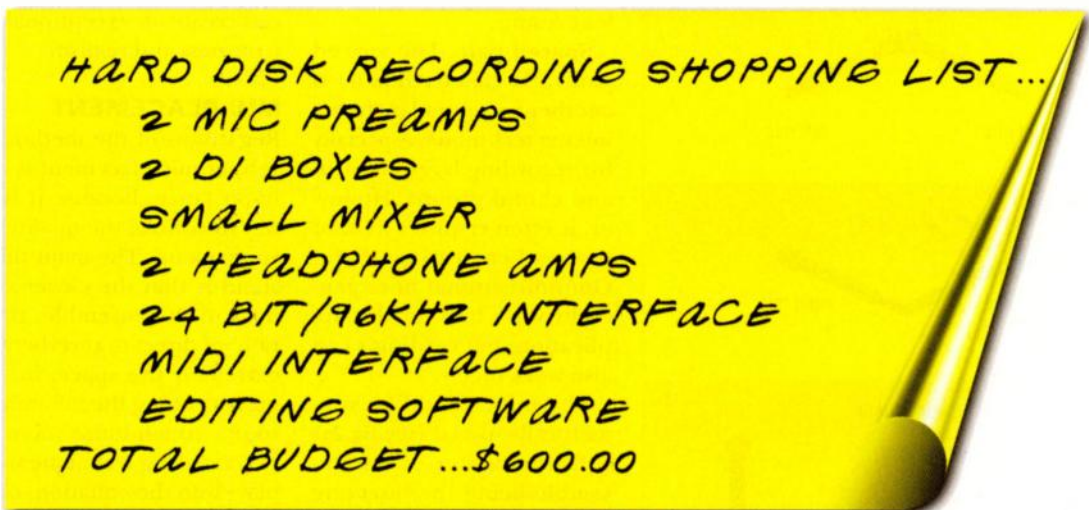 HARD DISK RECORDING SHOPPING LIST...
2 MIC PREAMPS
2 DI BOXES
SMALL MIXER
2 HEADPHONE AMPS
24 BIT/96KHZ INTERFACE
MIDI INTERFACE
EDITING SOFTWARE
TOTAL BUDGET...$600.00